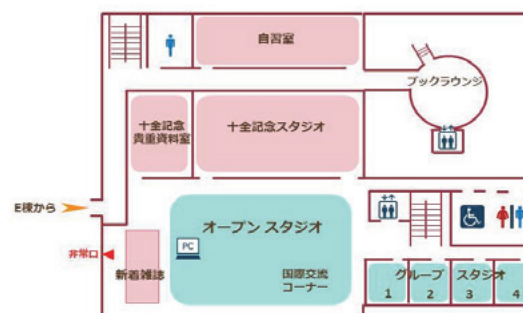 自習室
ブックラウンジ
十全記念
貴重資料室
十全記念スタジオ
E棟から
オープン スタジオ
PC
非常口
新着雑誌
国際交流
コーナー
グループ スタジオ
1 2 3 4